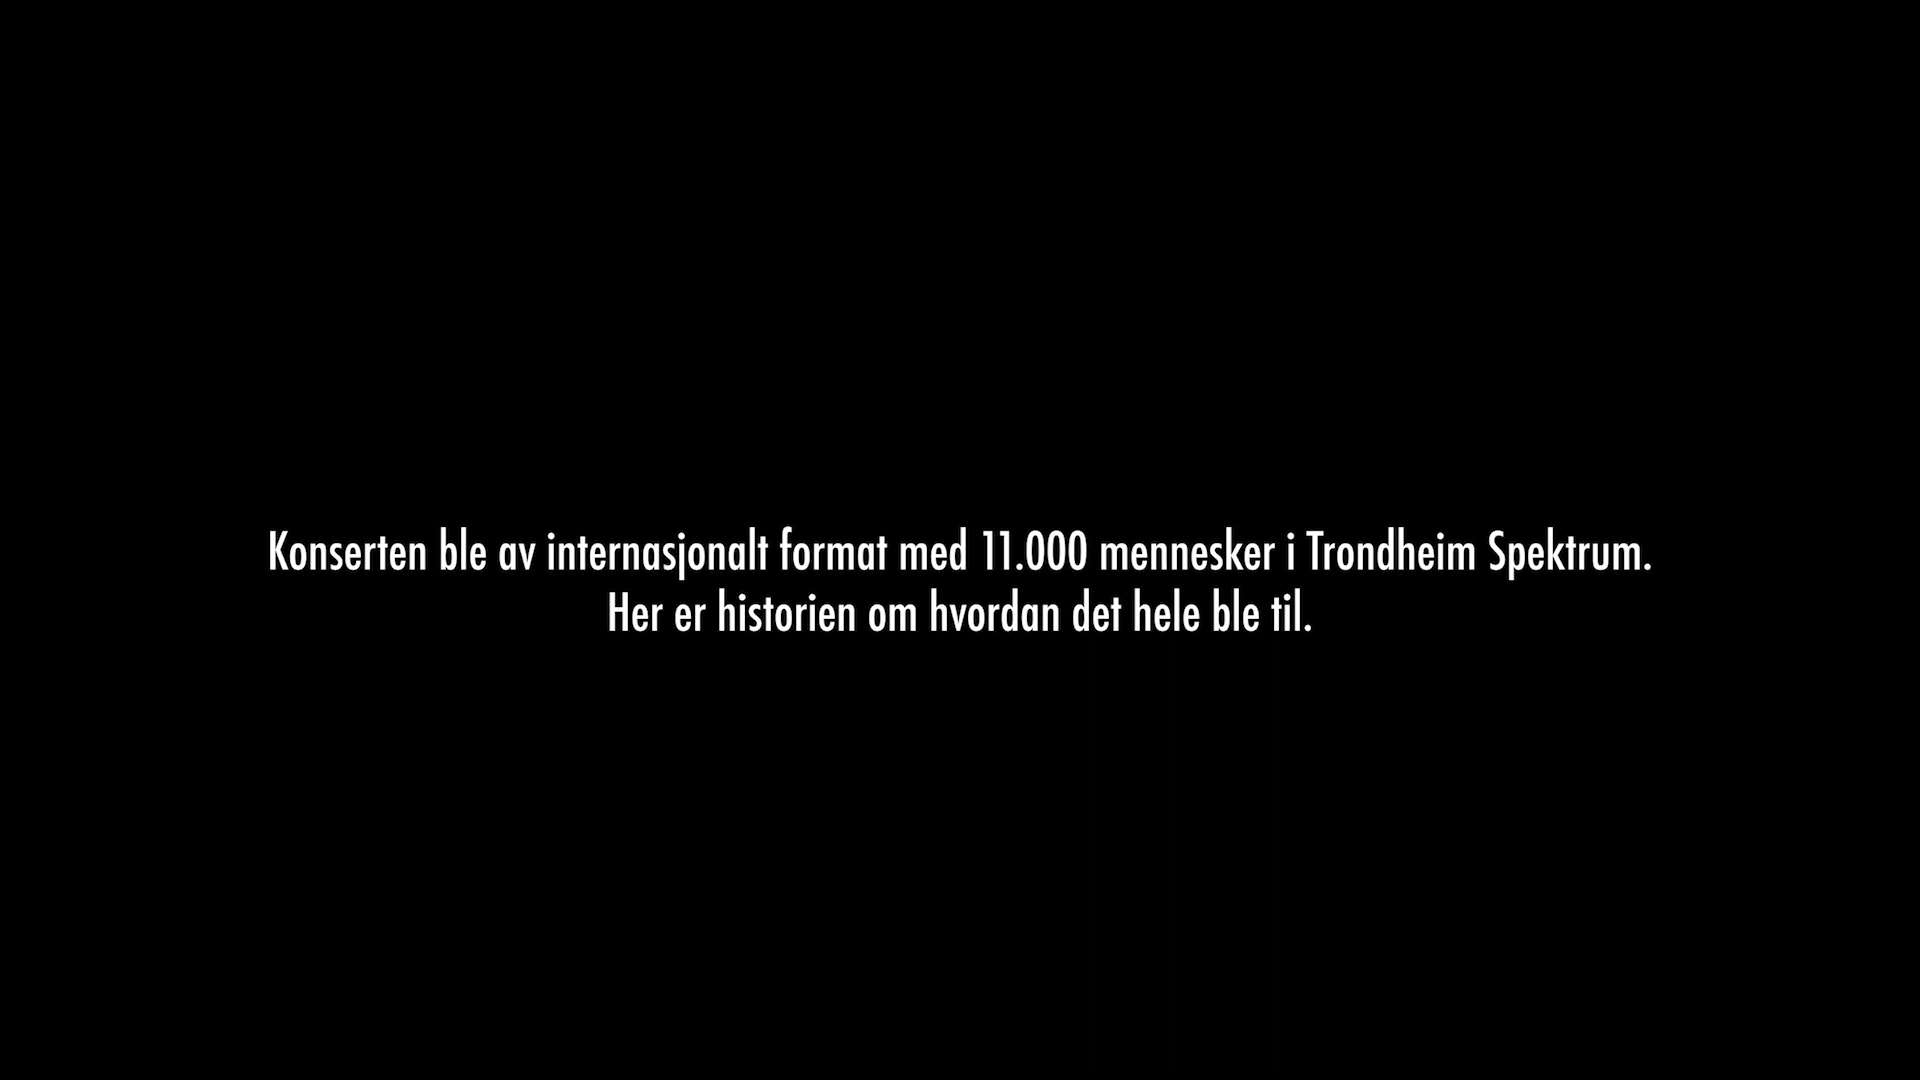 Konserten ble av internasjonalt format med 11.000 mennesker i Trondheim Spektrum.
Her er historien om hvordan det hele ble til.